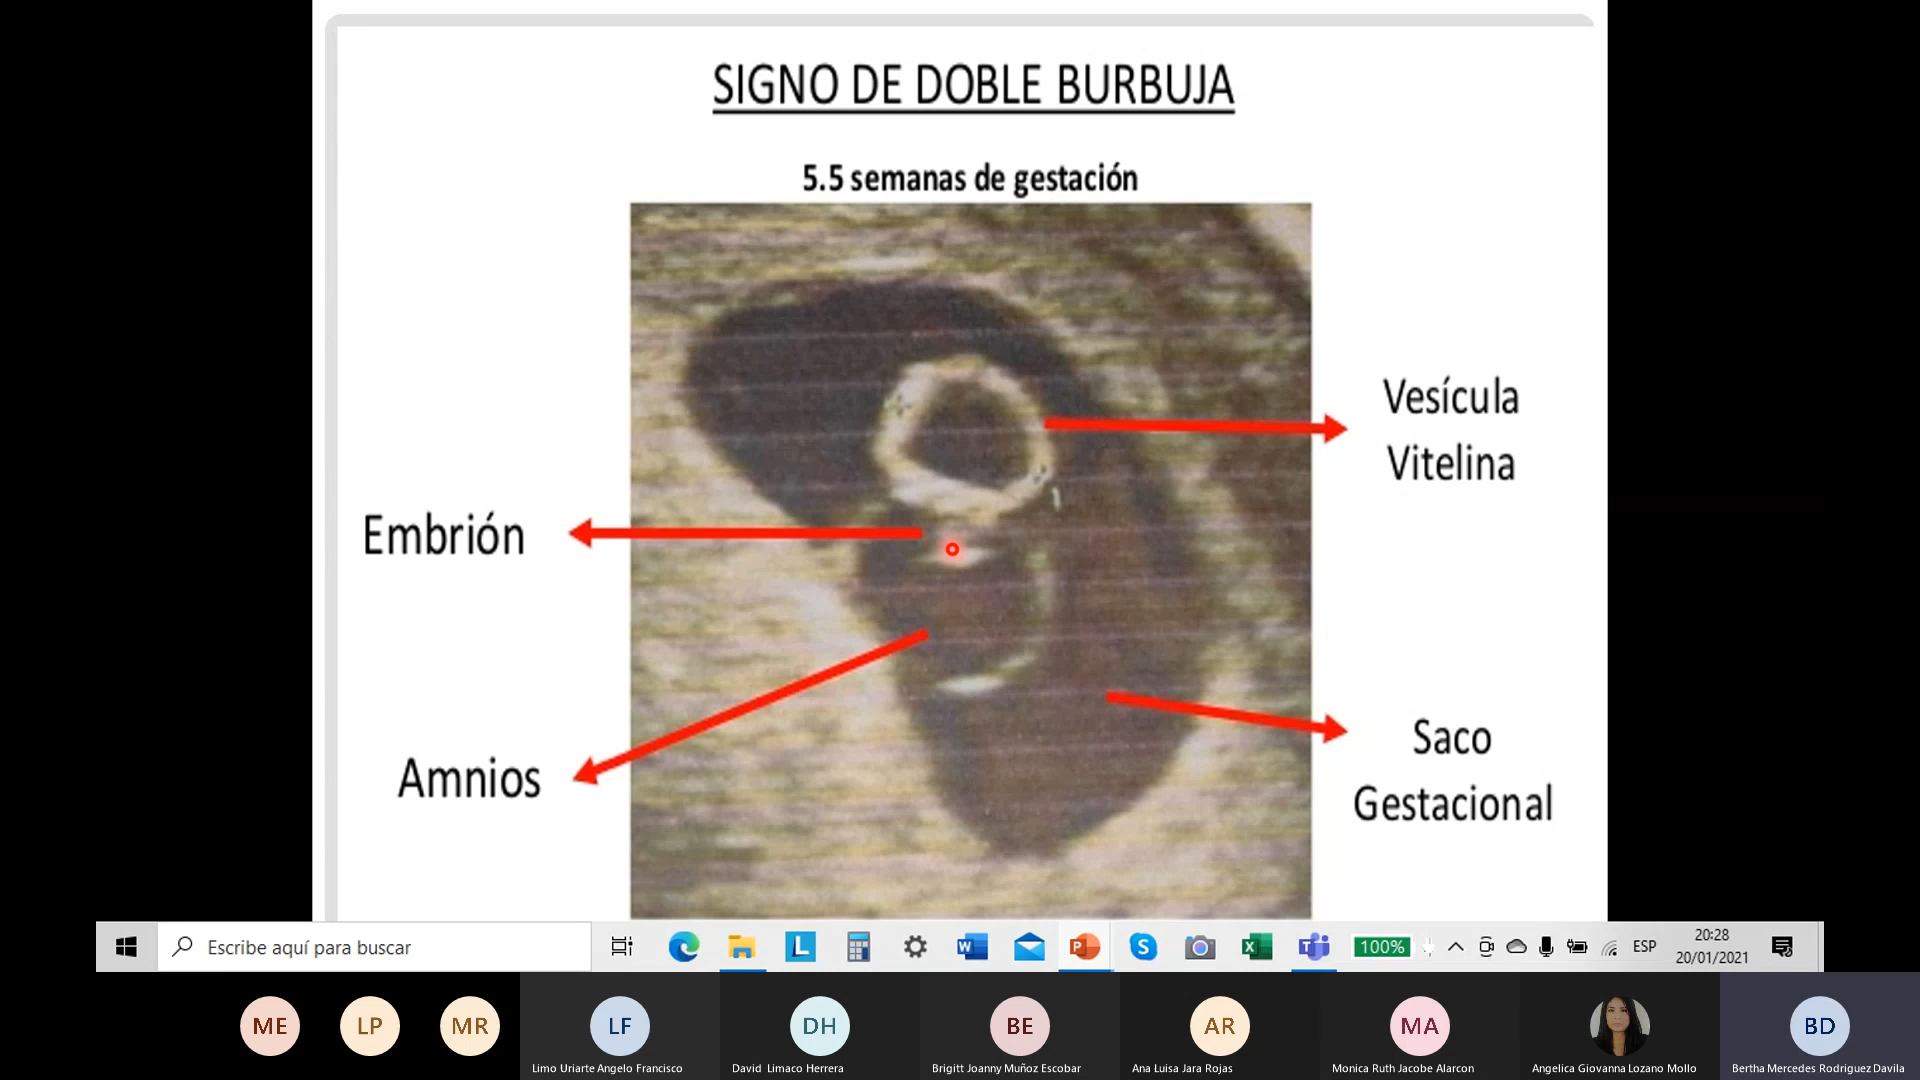 SIGNO DE DOBLE BURBUJA
5.5 semanas de gestación
Vesícula
Vitelina
Embrión
Amnios
Saco
Gestacional
Escribe aquí para buscar
L
W
P
S
X
T
100%
ESP
20:28
20/01/2021
ME
LP
MR
LF
DH
BE
AR
MA
BD
Limo Uriarte Angelo Francisco
David Limaco Herrera
Brigitt Joanny Muñoz Escobar
Ana Luisa Jara Rojas
Monica Ruth Jacobe Alarcon
Angelica Giovanna Lozano Mollo
Bertha Mercedes Rodriguez Davila